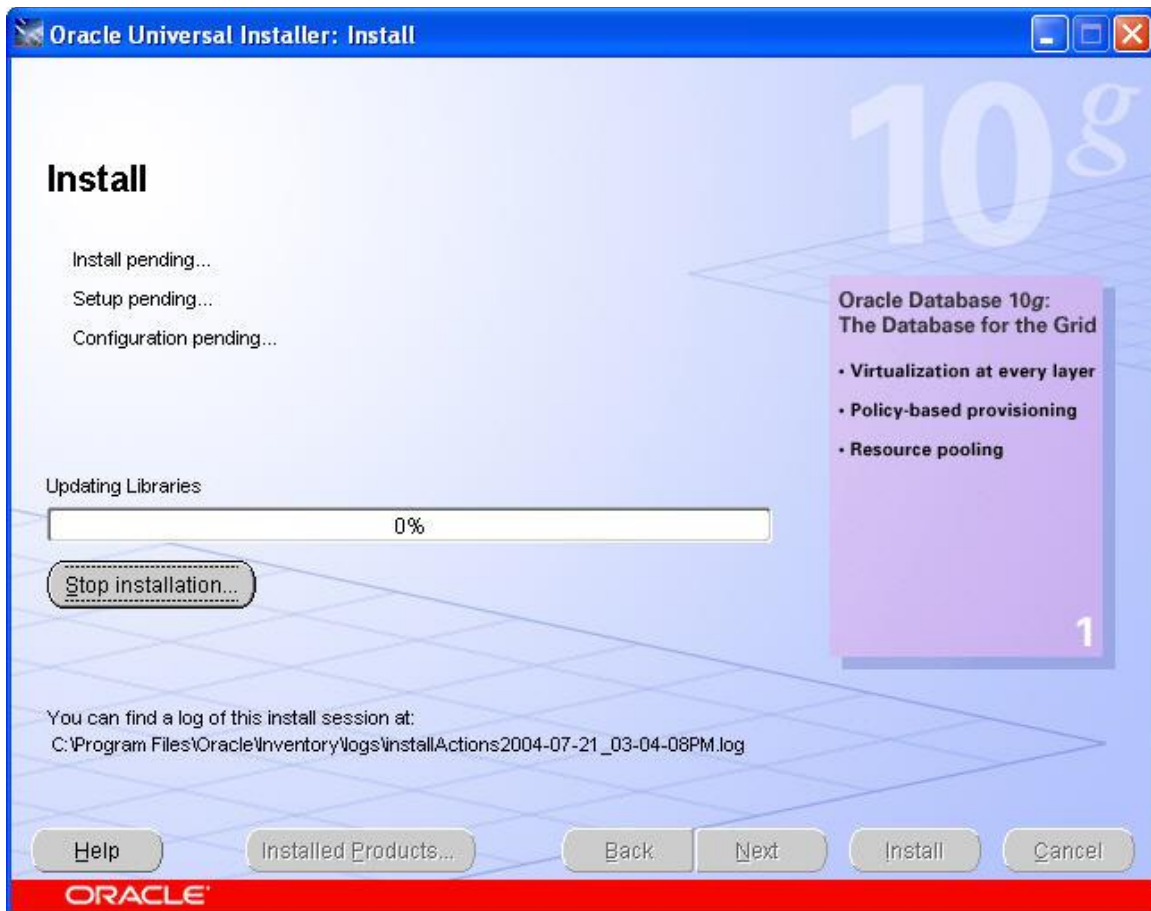 Oracle Universal Installer: Install
10g
Install
Install pending...
Setup pending...
Configuration pending...
Oracle Database 10g:
The Database for the Grid
• Virtualization at every layer
• Policy-based provisioning
• Resource pooling
1
Updating Libraries
0%
Stop installation...
You can find a log of this install session at:
C:\Program Files\Oracle\Inventory\logs\installActions2004-07-21_03-04-08PM.log
Help
Installed Products...
Back
Next
Install
Cancel
ORACLE